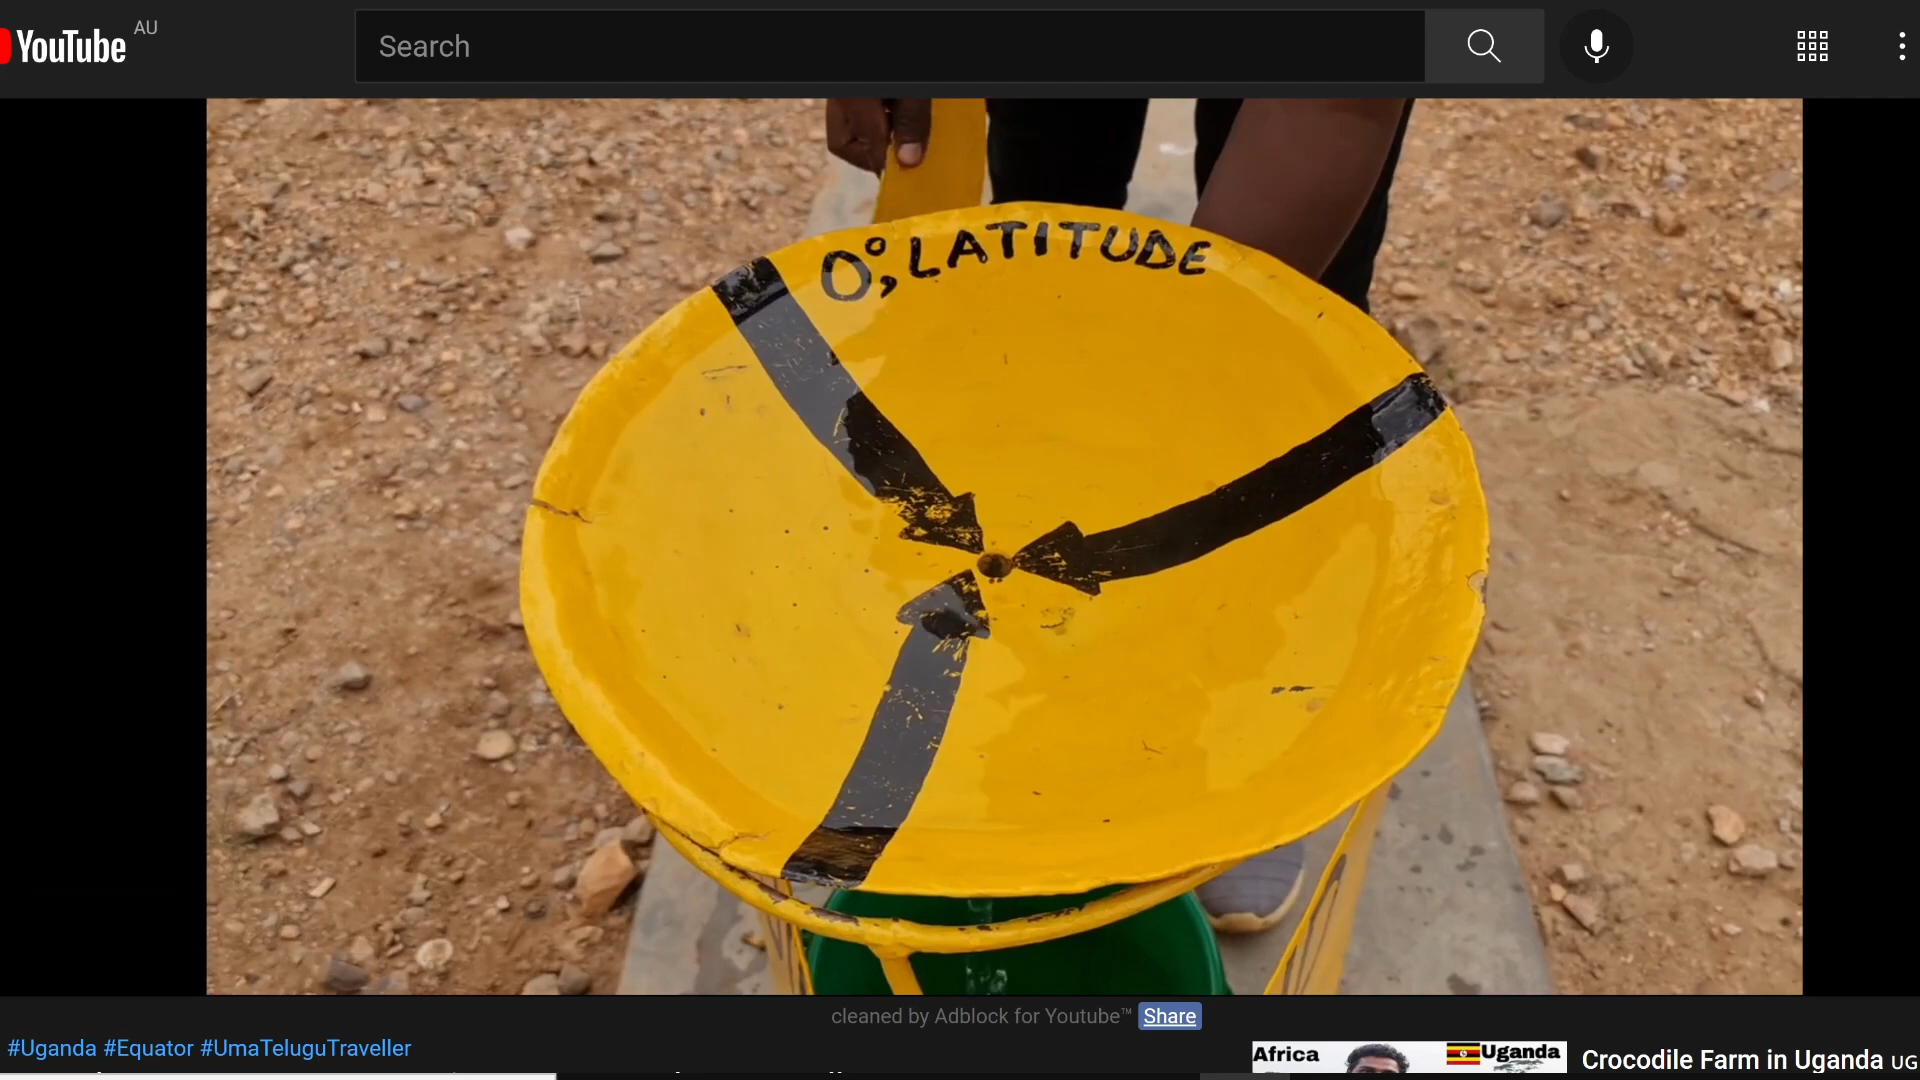 YouTube AU
Search
0°, LATITUDE
cleaned by Adblock for Youtube™ Share
#Uganda #Equator #UmaTeluguTraveller
Africa
Uganda
Crocodile Farm in Uganda UG